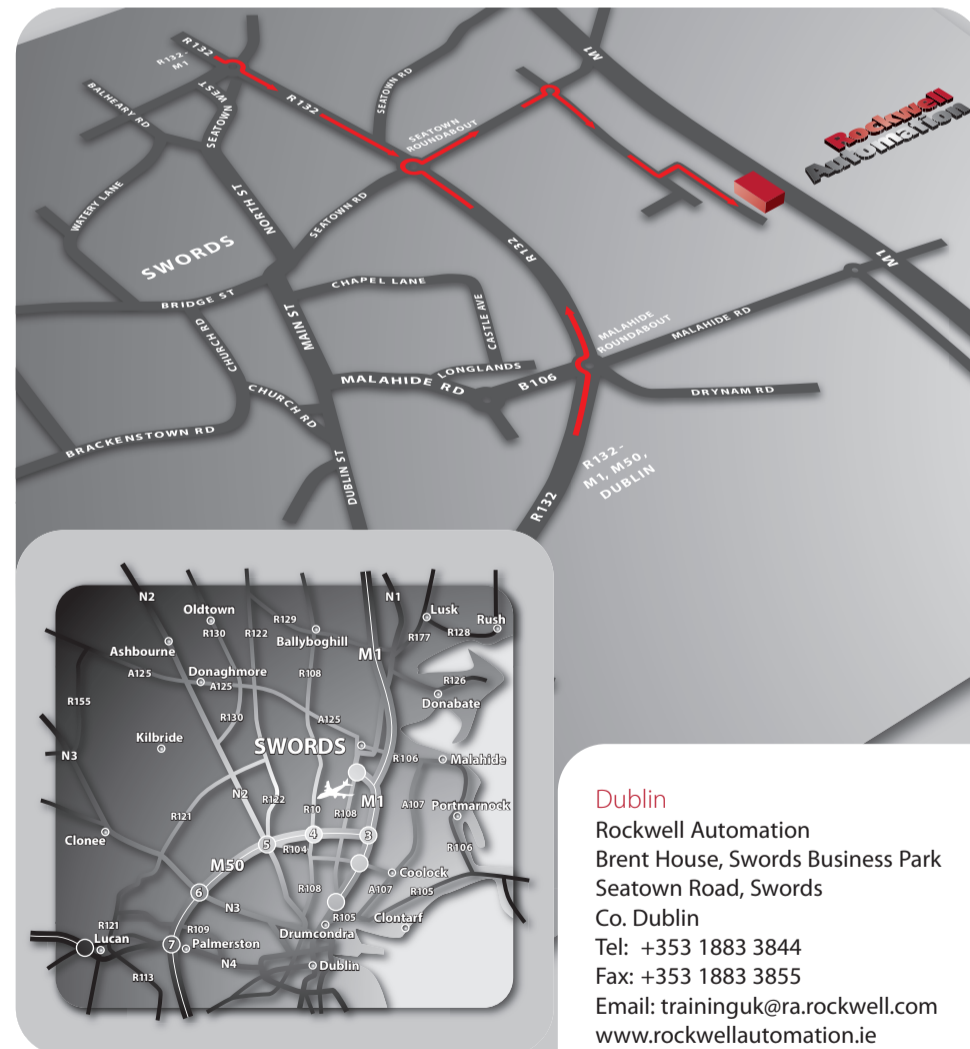 R132
R132 -
M1
BALHEARY RD
WEST
SEATOWN
R132
SEATOWN RD
M1
SEATOWN
ROUNDABOUT
Rockwell
Automation
WATERY LANE
NORTH ST
SEATOWN RD
SWORDS
R132
M1
BRIDGE ST
CHAPEL LANE
CASTLE AVE
MAIN ST
CHURCH RD
MALAHIDE
ROUNDABOUT
MALAHIDE RD
LONGLANDS
MALAHIDE RD
B106
DRYNAM RD
CHURCH RD
BRACKENSTOWN RD
DUBLIN ST
R132 -
M1, M50,
DUBLIN
R132
N2
Oldtown
R130
R122
R129
Ballyboghill
N1
Lusk
Rush
R177
R128
Ashbourne
M1
A125
Donaghmore
A125
R108
R126
Donabate
R155
R130
A125
Kilbride
SWORDS
N3
R106
Malahide
N2
R122
R10
R108
M1
A107
Portmarnock
R121
Clonee
5
4
3
R104
R106
M50
Coolock
6
R108
A107
R105
N3
R105
Clontarf
R121
R109
Drumcondra
Lucan
7
Palmerston
N4
Dublin
R113
Dublin
Rockwell Automation
Brent House, Swords Business Park
Seatown Road, Swords
Co. Dublin
Tel: +353 1883 3844
Fax: +353 1883 3855
Email: traininguk@ra.rockwell.com
www.rockwellautomation.ie